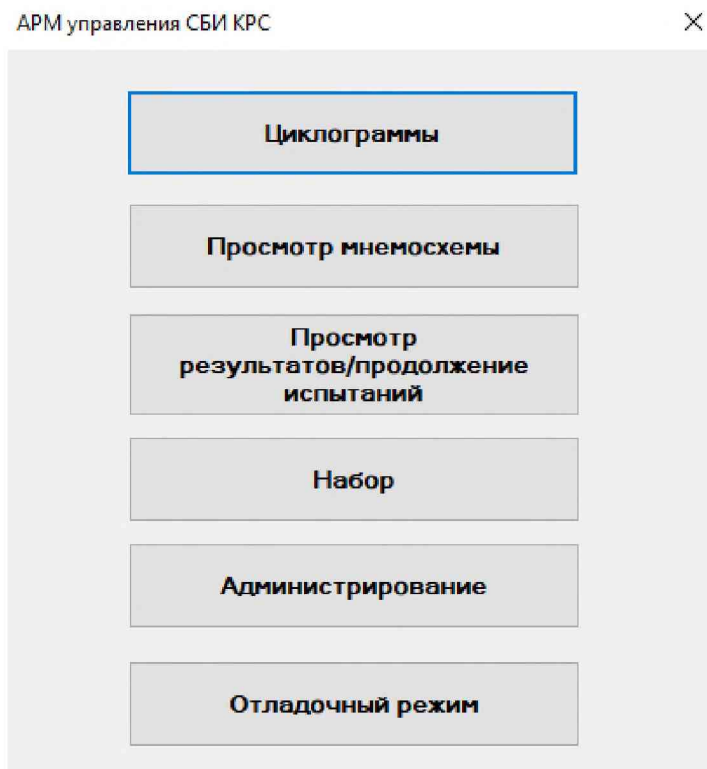 АРМ управления СБИ КРС
Циклограммы
Просмотр мнемосхемы
Просмотр
результатов/продолжение
испытаний
Набор
Администрирование
Отладочный режим